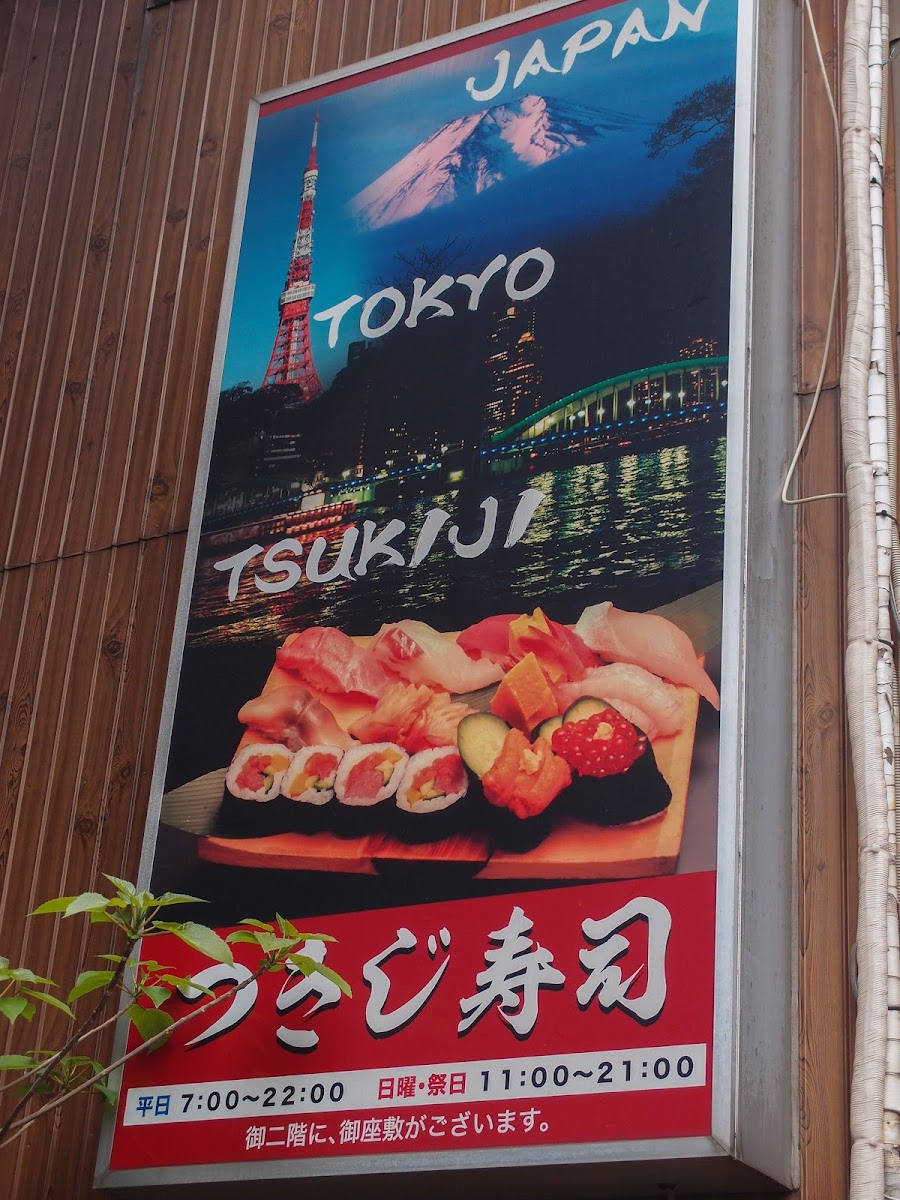 JAPAN
TOKYO
TSUKIJI
つきじ寿司
平日 7:00〜22:00 日曜・祭日 11:00〜21:00
御二階に、御座敷がございます。